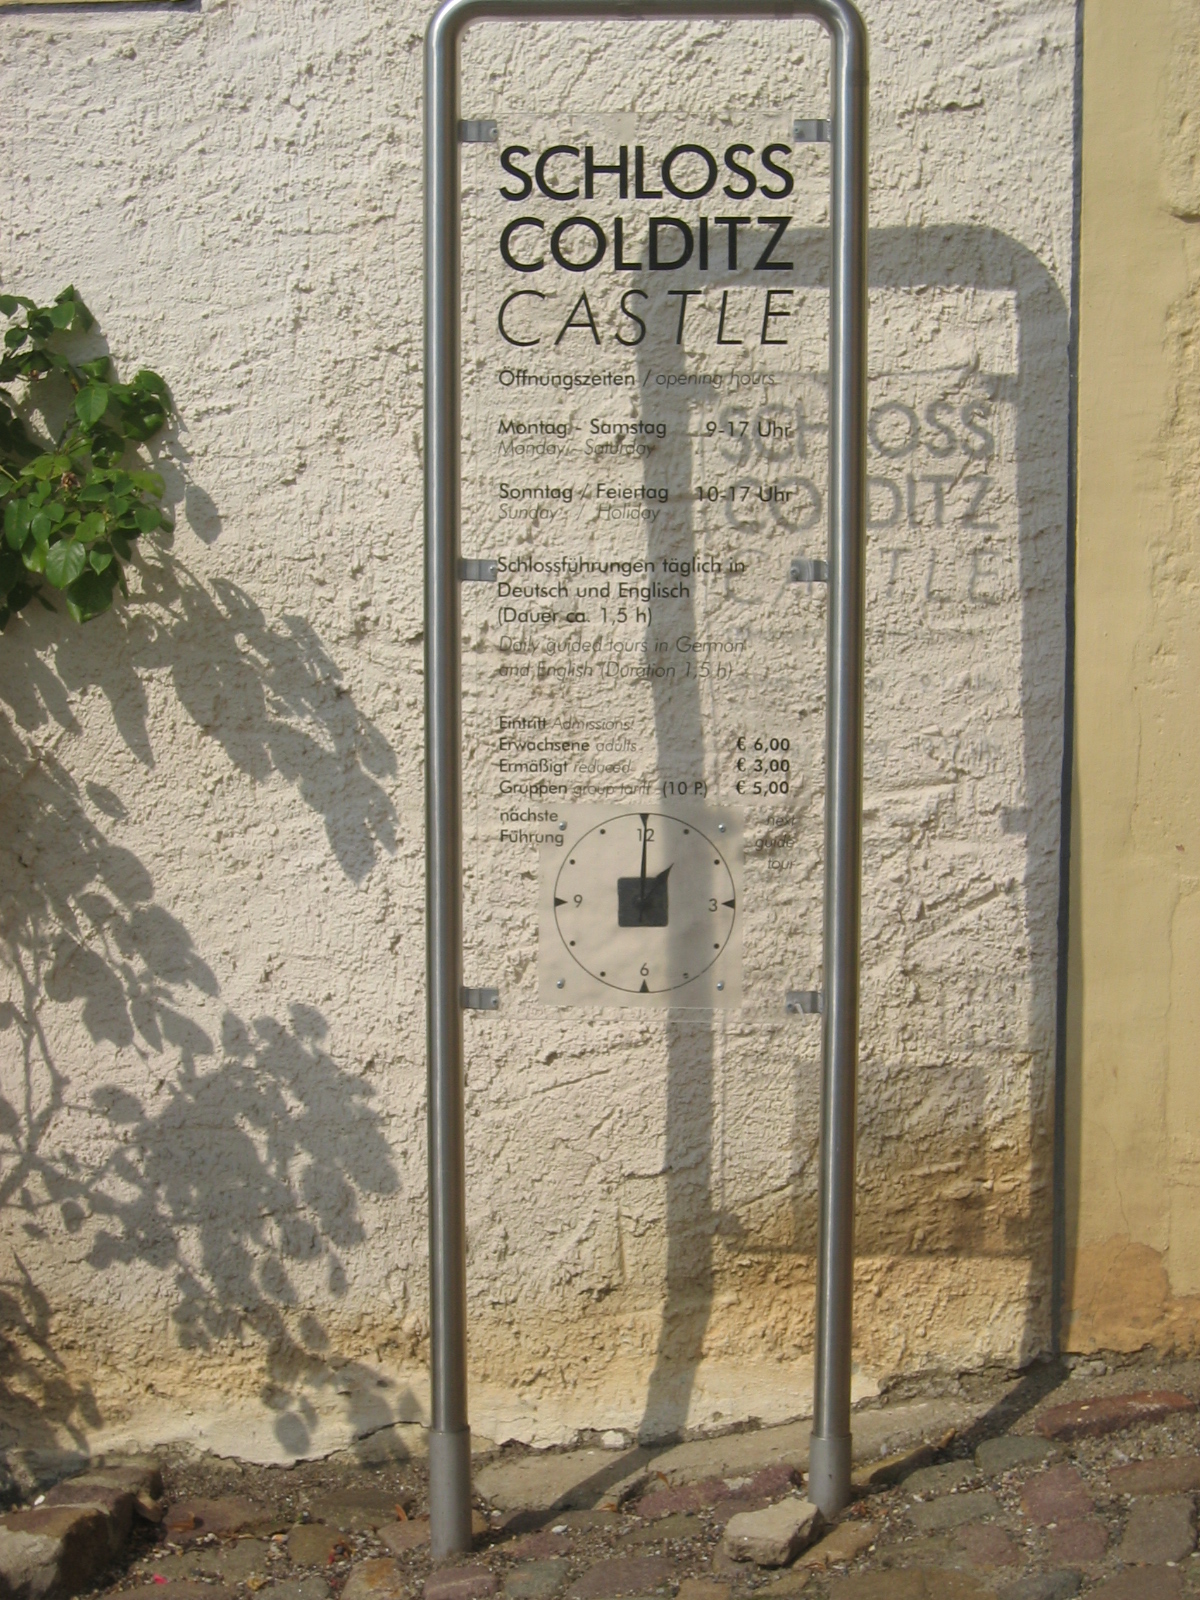 SCHLOSS
COLDITZ
CASTLE
Öffnungszeiten / opening hours
Montag - Samstag 9-17 Uhr
Monday - Saturday
Sonntag / Feiertag 10-17 Uhr
Sunday / Holiday
Schlossführungen täglich in
Deutsch und Englisch
(Dauer ca. 1,5 h)
Daily guided tours in German
and English (Duration 1,5 h)
Eintritt Admissions:
Erwachsene adults € 6,00
Ermäßigt reduced € 3,00
Gruppen group tariff (10 P.) € 5,00
nächste next
Führung guide
tour
12
9 3
6